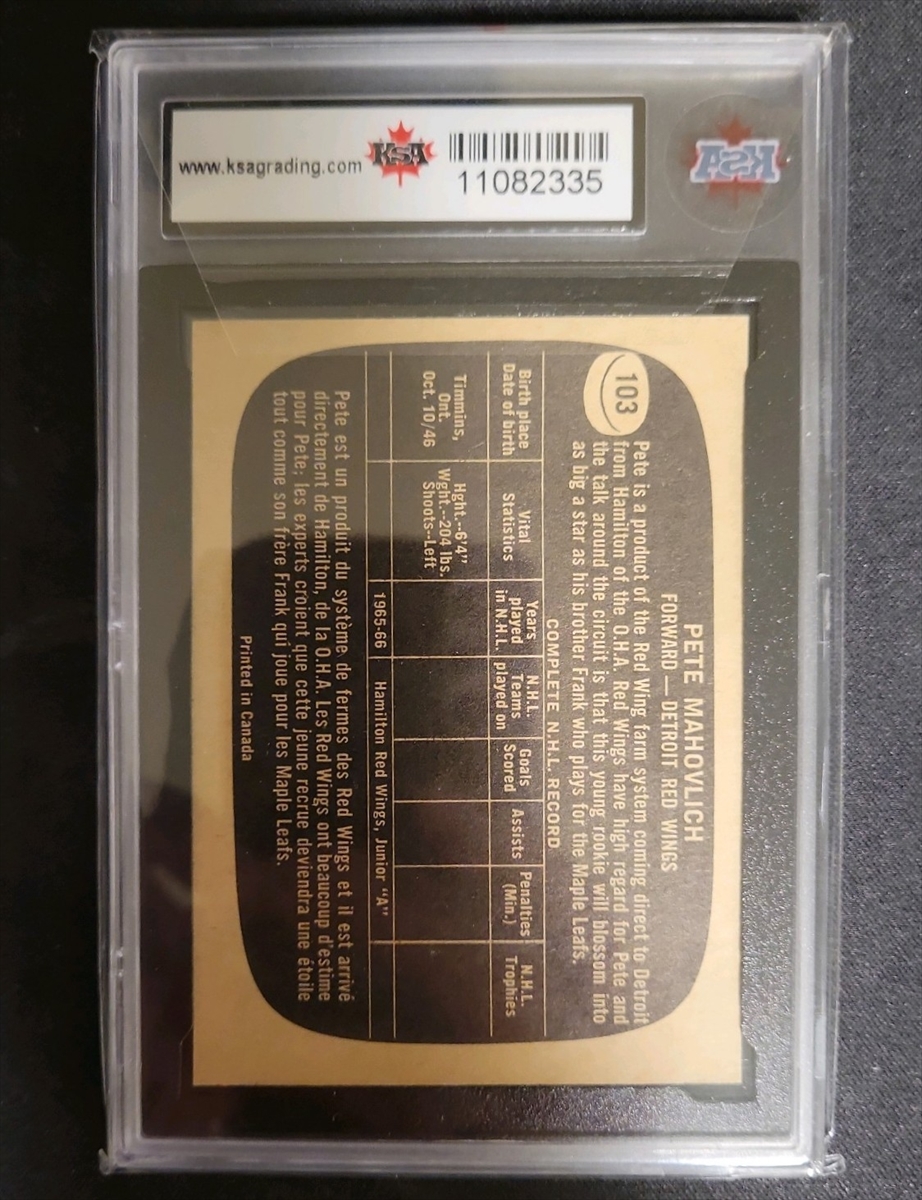 www.ksagrading.com
KSA
11082335
KSA
103
PETE MAHOVLICH
FORWARD — DETROIT RED WINGS
Pete is a product of the Red Wing farm system coming direct to Detroit
from Hamilton of the O.H.A. Red Wings have high regard for Pete and
the talk around the circuit is that this young rookie will blossom into
as big a star as his brother Frank who plays for the Maple Leafs.
COMPLETE N.H.L. RECORD
Birth place
Date of birth
Vital
Statistics
Years
played
in N.H.L.
N.H.L.
Teams
played on
Goals
Scored
Assists
Penalties
(Min.)
N.H.L.
Trophies
Timmins,
Ont.
Oct. 10/46
Hght.--6'4"
Wght.--204 lbs.
Shoots--Left
1965-66
Hamilton Red Wings, Junior "A"
Pete est un produit du système de fermes des Red Wings et il est arrivé
directement de Hamilton, de la O.H.A. Les Red Wings ont beaucoup d'estime
pour Pete; les experts croient que cette jeune recrue deviendra une étoile
tout comme son frère Frank qui joue pour les Maple Leafs.
Printed in Canada